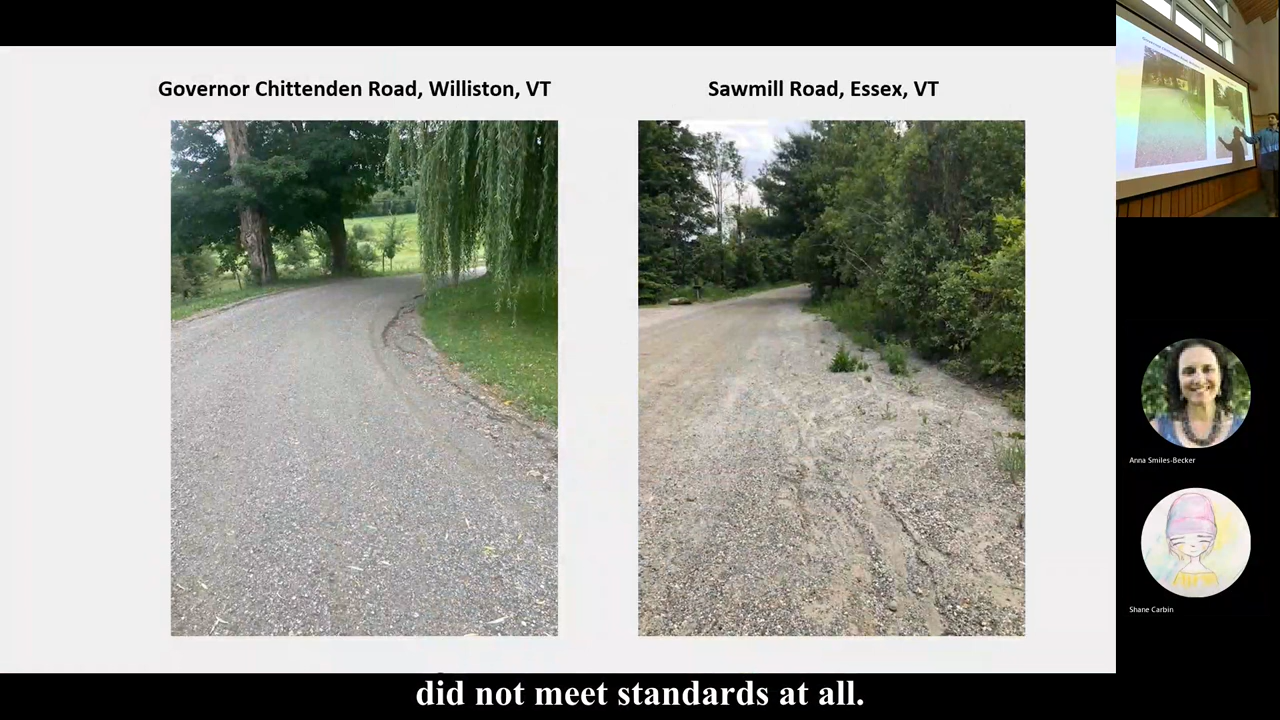 Governor Chittenden Road, Williston, VT
Sawmill Road, Essex, VT
Anna Smiles-Becker
Shane Carbin
did not meet standards at all.